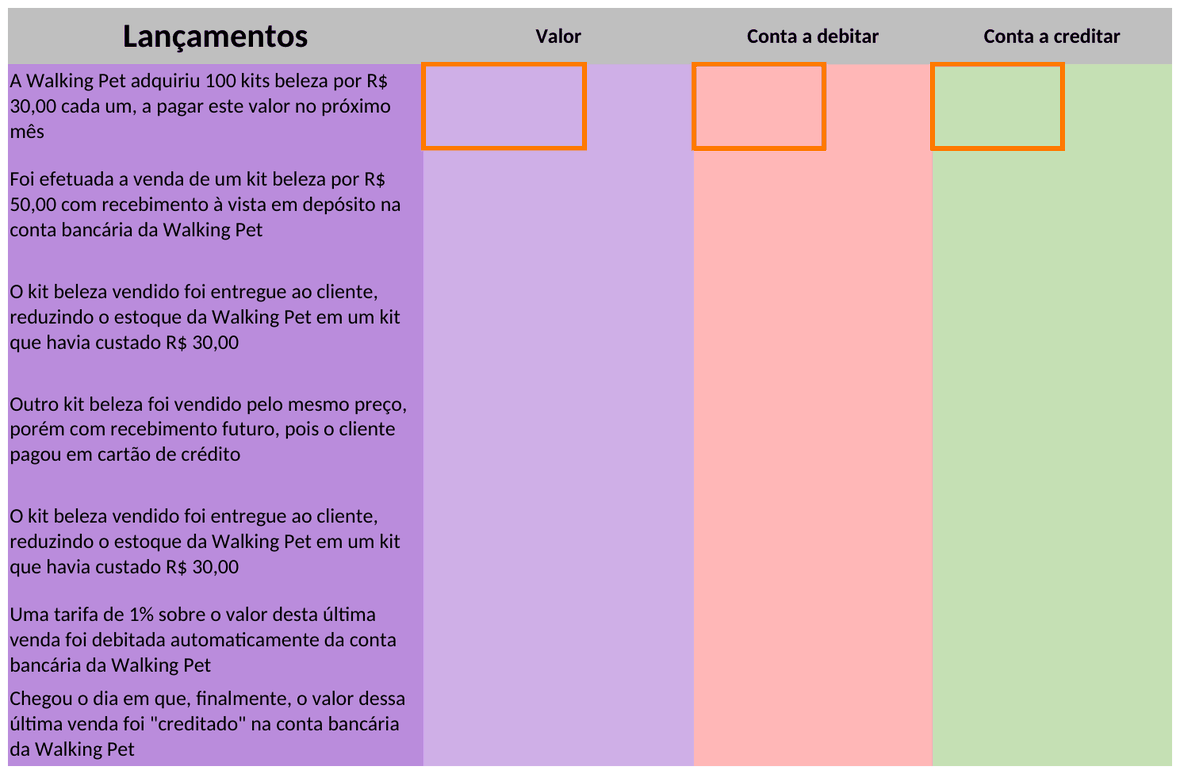 Lançamentos Valor Conta a debitar Conta a creditar
A Walking Pet adquiriu 100 kits beleza por R$
30,00 cada um, a pagar este valor no próximo
mês
Foi efetuada a venda de um kit beleza por R$
50,00 com recebimento à vista em depósito na
conta bancária da Walking Pet
O kit beleza vendido foi entregue ao cliente,
reduzindo o estoque da Walking Pet em um kit
que havia custado R$ 30,00
Outro kit beleza foi vendido pelo mesmo preço,
porém com recebimento futuro, pois o cliente
pagou em cartão de crédito
O kit beleza vendido foi entregue ao cliente,
reduzindo o estoque da Walking Pet em um kit
que havia custado R$ 30,00
Uma tarifa de 1% sobre o valor desta última
venda foi debitada automaticamente da conta
bancária da Walking Pet
Chegou o dia em que, finalmente, o valor dessa
última venda foi "creditado" na conta bancária
da Walking Pet